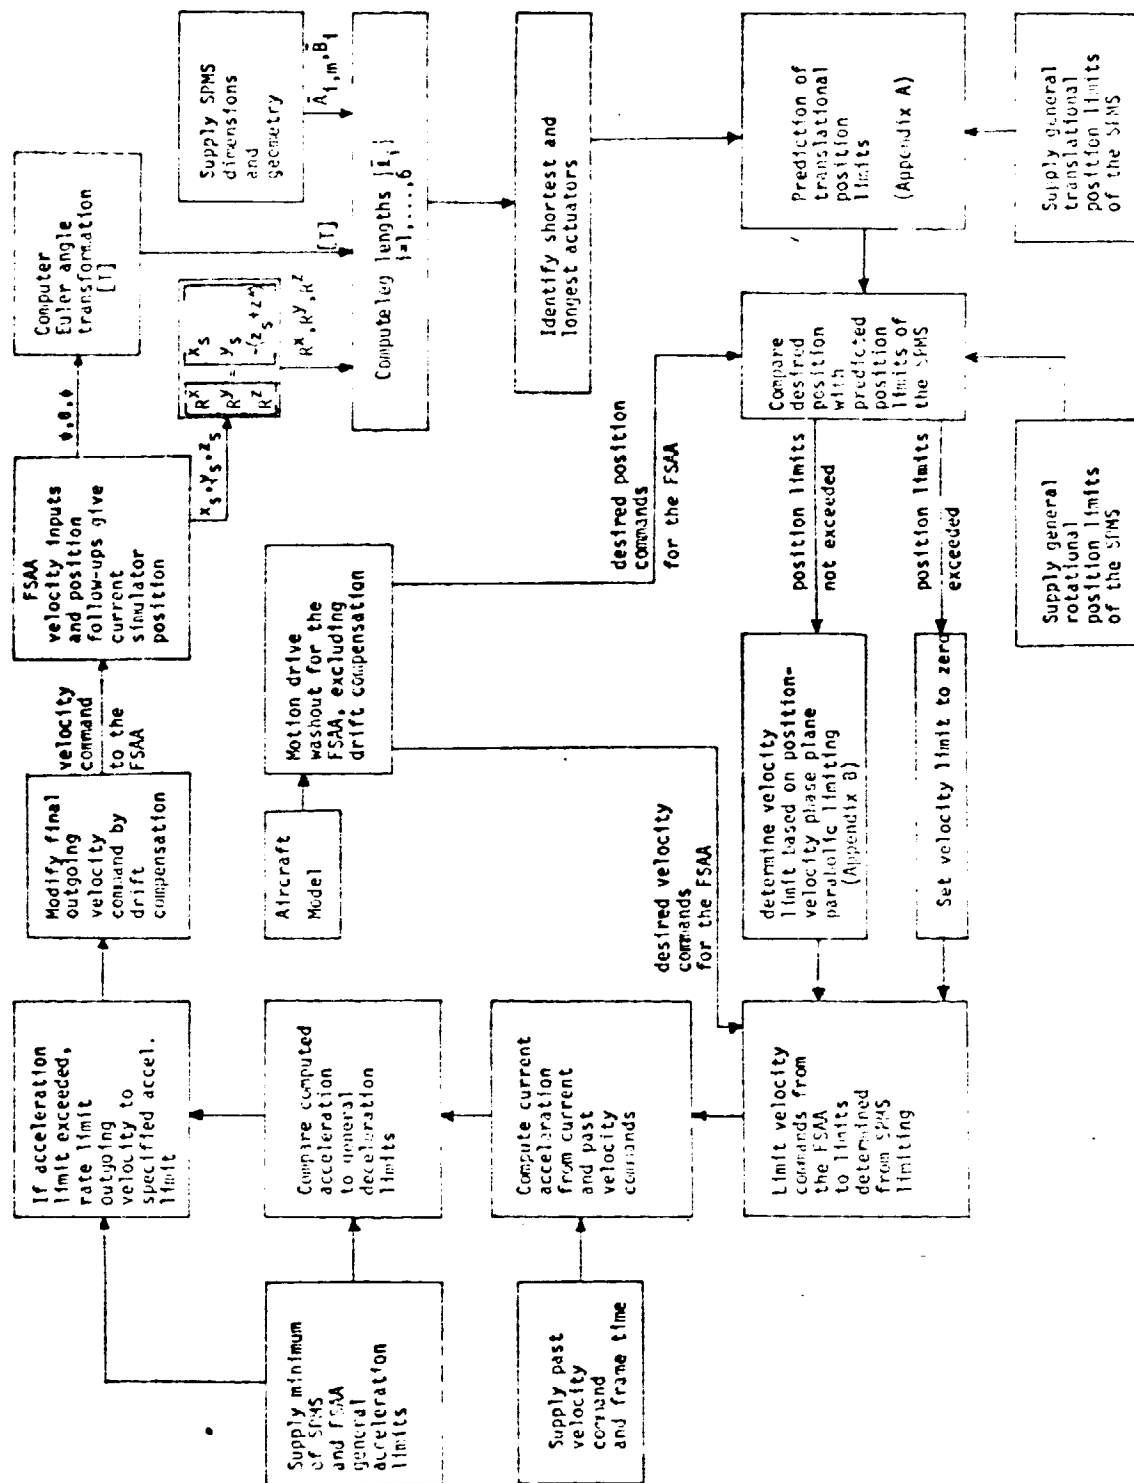 If acceleration
limit exceeded,
rate limit
outgoing
velocity to
specified accel.
limit
Modify final
outgoing
velocity
command by
drift
compensation
velocity
command
to the
FSAA
FSAA
velocity inputs
and position
follow-ups give
current
simulator
position
Computer
Euler angle
transformation
[T]
x_s, y_s, z_s
Supply SPMS
dimensions
and
geometry
[T]
R^X, R^Y, R^Z
Supply minimum
of SPMS
and FSAA
general
acceleration
limits
Compare computed
acceleration
to general
deceleration
limits
Aircraft
Model
Motion drive
washout for the
FSAA, excluding
drift compensation
Compute leg lengths
Supply past
velocity
command
and frame time
Compute current
acceleration
from current
and past
velocity
commands
desired velocity
commands
for the FSAA
desired position
commands
for the FSAA
Identify shortest and
longest actuators
Limit velocity
commands from
the FSAA
to limits
determined
from SPMS
limiting
determine velocity
limit based on position-
velocity phase plane
parabolic limiting
(Appendix B)
Set velocity limit to zero
position limits
not exceeded
position limits
exceeded
Compare
desired
position
with
predicted
position
limits of
the SPMS
Prediction of
translational
position
limits
(Appendix A)
Supply general
rotational
position limits
of the SPMS
Supply general
translational
position limits
of the SPMS